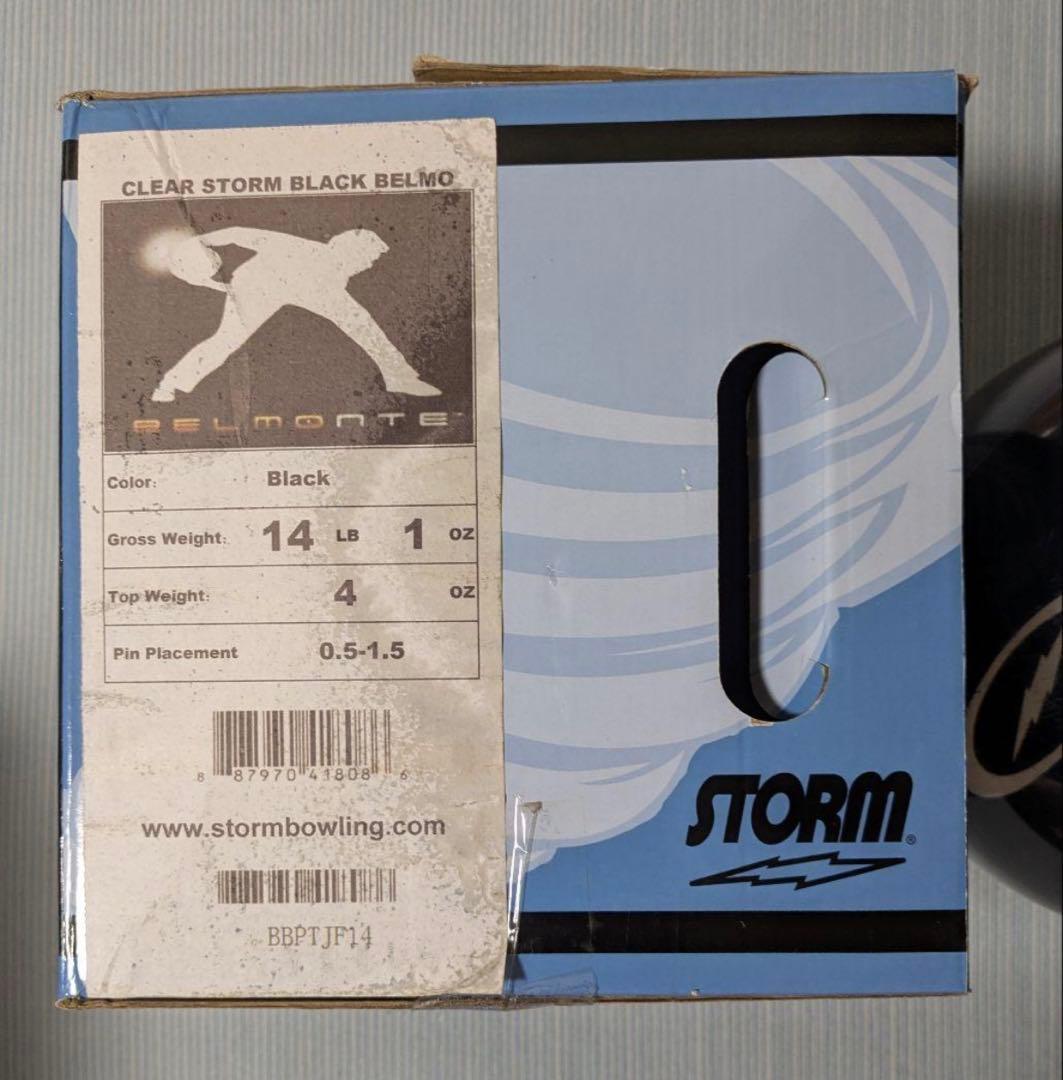 CLEAR STORM BLACK BELMO
BELMONTE™
Color: Black
Gross Weight: 14 LB 1 OZ
Top Weight: 4 OZ
Pin Placement 0.5-1.5
8 87970 41808 6
www.stormbowling.com
BBPTJF14
STORM®